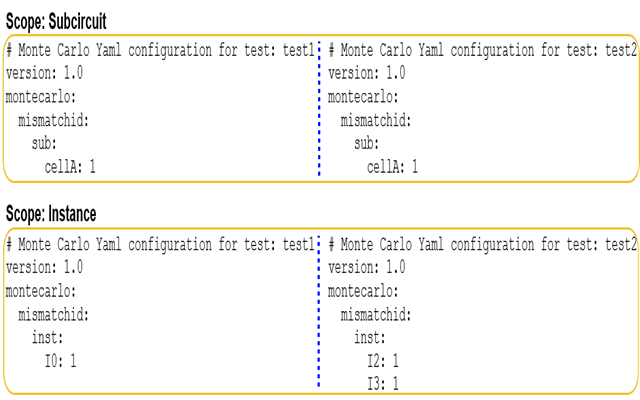 Scope: Subcircuit
# Monte Carlo Yaml configuration for test: test1
version: 1.0
montecarlo:
  mismatchid:
    sub:
      cellA: 1
# Monte Carlo Yaml configuration for test: test2
version: 1.0
montecarlo:
  mismatchid:
    sub:
      cellA: 1
Scope: Instance
# Monte Carlo Yaml configuration for test: test1
version: 1.0
montecarlo:
  mismatchid:
    inst:
      I0: 1
# Monte Carlo Yaml configuration for test: test2
version: 1.0
montecarlo:
  mismatchid:
    inst:
      I2: 1
      I3: 1